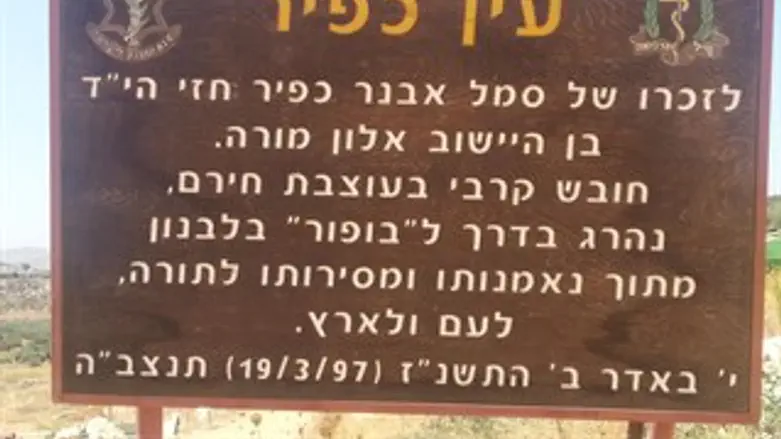 עין כפיר
לזכרו של סמל אבנר כפיר חזי הי"ד
בן היישוב אלון מורה.
חובש קרבי בעוצבת חירם,
נהרג בדרך ל"בופור" בלבנון
מתוך נאמנותו ומסירותו לתורה,
לעם ולארץ.
י' באדר ב' התשנ"ז (19/3/97) תנצב"ה